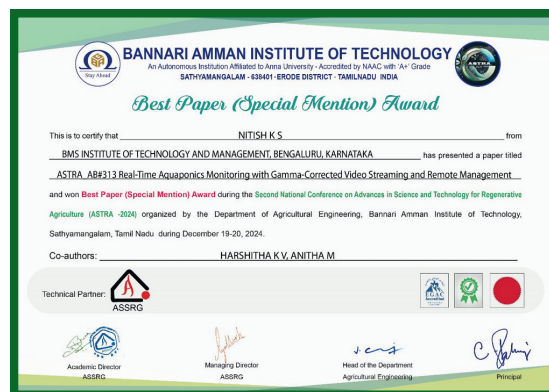 BANNARI AMMAN INSTITUTE OF TECHNOLOGY
An Autonomous Institution Affiliated to Anna University - Accredited by NAAC with 'A+' Grade
SATHYAMANGALAM - 638401 - ERODE DISTRICT - TAMILNADU INDIA
Stay Ahead
ASTRA
Best Paper (Special Mention) Award
This is to certify that NITISH K S from
BMS INSTITUTE OF TECHNOLOGY AND MANAGEMENT, BENGALURU, KARNATAKA has presented a paper titled
ASTRA_AB#313 Real-Time Aquaponics Monitoring with Gamma-Corrected Video Streaming and Remote Management
and won Best Paper (Special Mention) Award during the Second National Conference on Advances in Science and Technology for Regenerative
Agriculture (ASTRA -2024) organized by the Department of Agricultural Engineering, Bannari Amman Institute of Technology,
Sathyamangalam, Tamil Nadu during December 19-20, 2024.
Co-authors: HARSHITHA K V, ANITHA M
Technical Partner:
ASSRG
EGAC
Accredited
Academic Director
ASSRG
Managing Director
ASSRG
Head of the Department
Agricultural Engineering
Principal